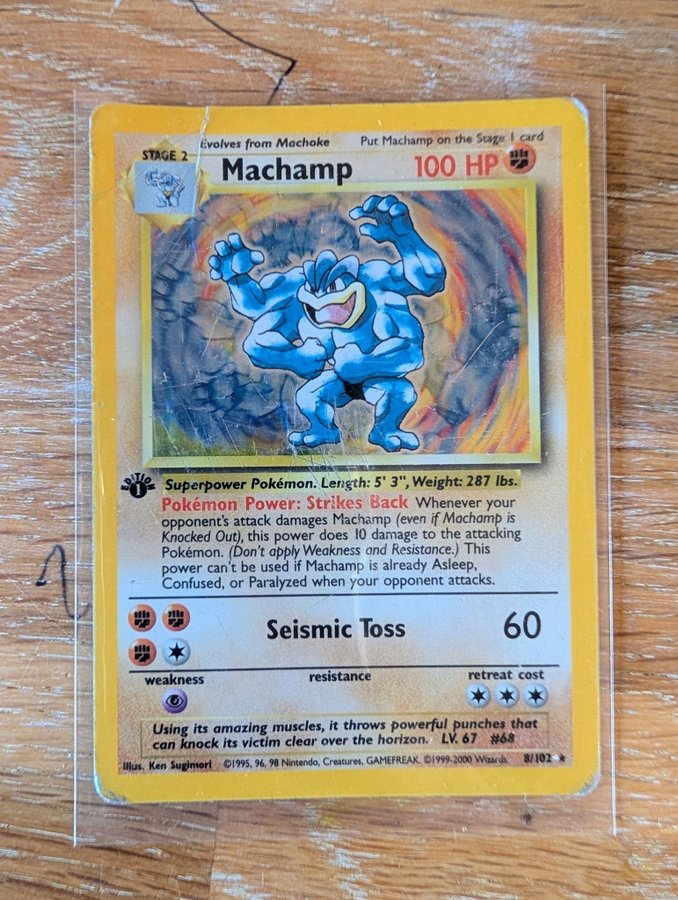 Evolves from Machoke
Put Machamp on the Stage 1 card
STAGE 2
Machamp
100 HP
EDITION
1
Superpower Pokémon. Length: 5' 3", Weight: 287 lbs.
Pokémon Power: Strikes Back Whenever your
opponent's attack damages Machamp (even if Machamp is
Knocked Out), this power does 10 damage to the attacking
Pokémon. (Don't apply Weakness and Resistance.) This
power can't be used if Machamp is already Asleep,
Confused, or Paralyzed when your opponent attacks.
Seismic Toss
60
weakness
resistance
retreat cost
Using its amazing muscles, it throws powerful punches that
can knock its victim clear over the horizon. LV. 67 #68
Illus. Ken Sugimori
©1995, 96, 98 Nintendo, Creatures, GAMEFREAK. ©1999-2000 Wizards.
8/102 ★